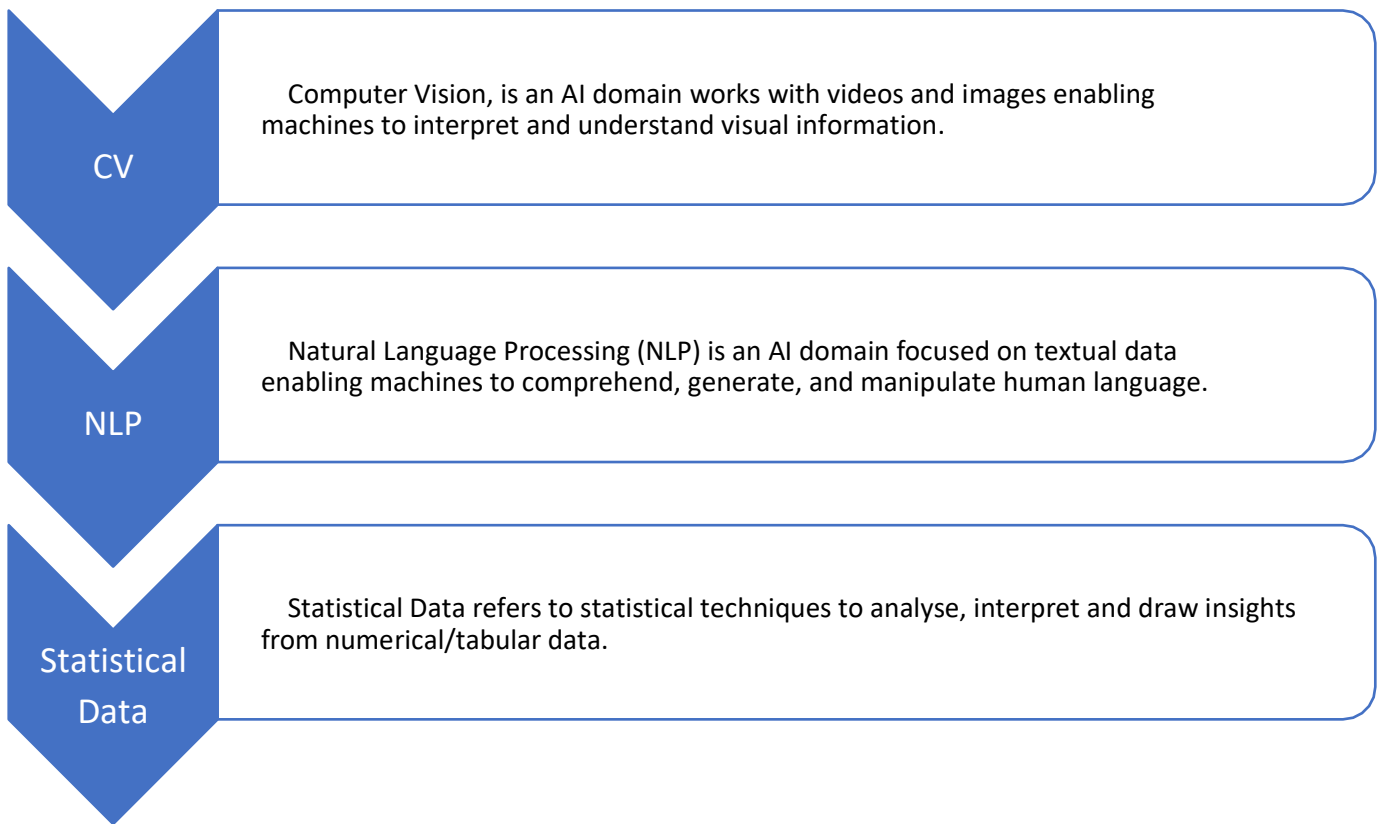 CV
Computer Vision, is an AI domain works with videos and images enabling
machines to interpret and understand visual information.
NLP
Natural Language Processing (NLP) is an AI domain focused on textual data
enabling machines to comprehend, generate, and manipulate human language.
Statistical
Data
Statistical Data refers to statistical techniques to analyse, interpret and draw insights
from numerical/tabular data.